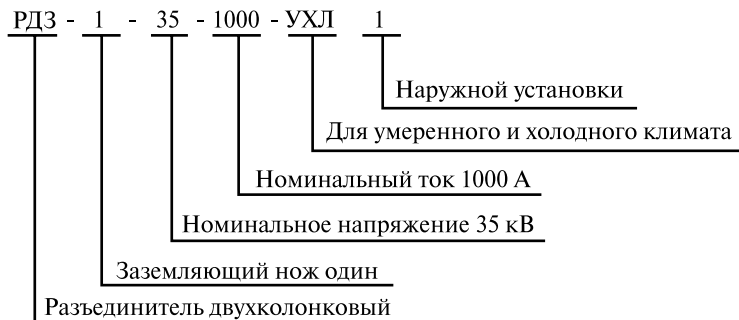 РДЗ - 1 - 35 - 1000 - УХЛ 1
Наружной установки
Для умеренного и холодного климата
Номинальный ток 1000 А
Номинальное напряжение 35 кВ
Заземляющий нож один
Разъединитель двухколонковый